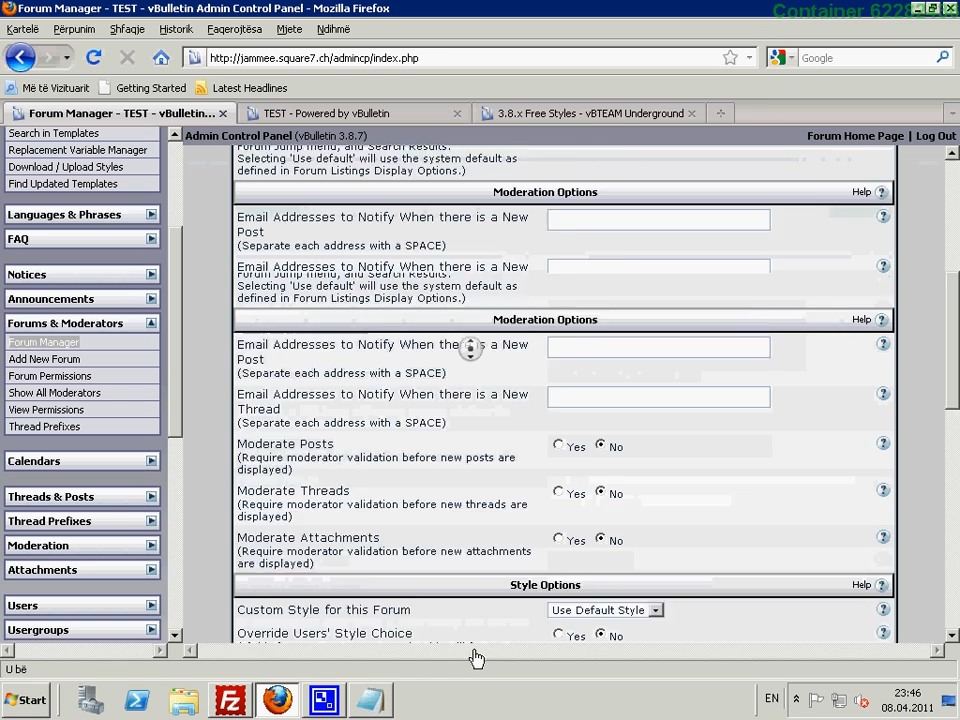 Forum Manager - TEST - vBulletin Admin Control Panel - Mozilla Firefox
Kartelë Përpunim Shfaqje Historik Faqerojtësa Mjete Ndihmë
http://jammee.square7.ch/admincp/index.php
Google
Më të Vizituarit Getting Started Latest Headlines
Forum Manager - TEST - vBulletin... TEST - Powered by vBulletin 3.8.x Free Styles - vBTEAM Underground
Admin Control Panel (vBulletin 3.8.7) Forum Home Page | Log Out
Search in Templates
Replacement Variable Manager
Download / Upload Styles
Find Updated Templates
Languages & Phrases
FAQ
Notices
Announcements
Forums & Moderators
Forum Manager
Add New Forum
Forum Permissions
Show All Moderators
View Permissions
Thread Prefixes
Calendars
Threads & Posts
Thread Prefixes
Moderation
Attachments
Users
Usergroups
Forum Jump menu, and Search Results.
Selecting 'Use default' will use the system default as
defined in Forum Listings Display Options.)
Moderation Options Help
Email Addresses to Notify When there is a New
Post
(Separate each address with a SPACE)
Email Addresses to Notify When there is a New
Forum Jump menu, and Search Results.
Selecting 'Use default' will use the system default as
defined in Forum Listings Display Options.)
Moderation Options Help
Email Addresses to Notify When there is a New
Post
(Separate each address with a SPACE)
Email Addresses to Notify When there is a New
Thread
(Separate each address with a SPACE)
Moderate Posts Yes No
(Require moderator validation before new posts are
displayed)
Moderate Threads Yes No
(Require moderator validation before new threads are
displayed)
Moderate Attachments Yes No
(Require moderator validation before new attachments
are displayed)
Style Options Help
Custom Style for this Forum Use Default Style
Override Users' Style Choice Yes No
U bë
Start EN 23:46
08.04.2011